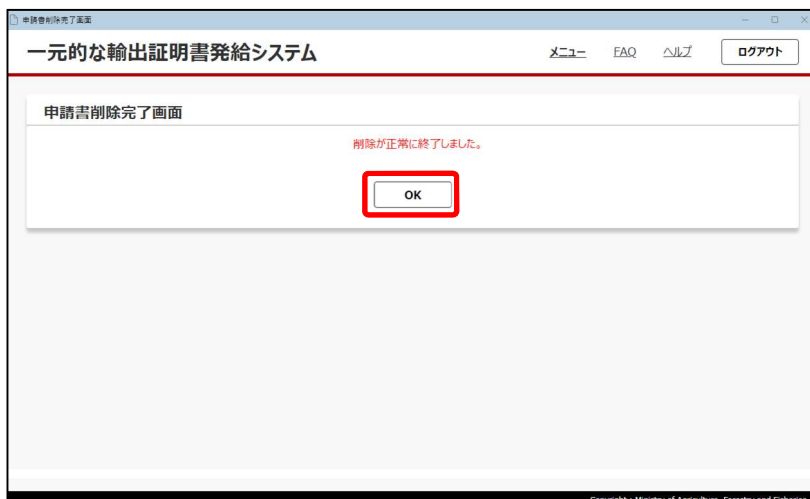 申請書削除完了画面
一元的な輸出証明書発給システム
メニュー FAQ ヘルプ ログアウト
申請書削除完了画面
削除が正常に終了しました。
OK
Copyright : Ministry of Agriculture, Forestry and Fisheries